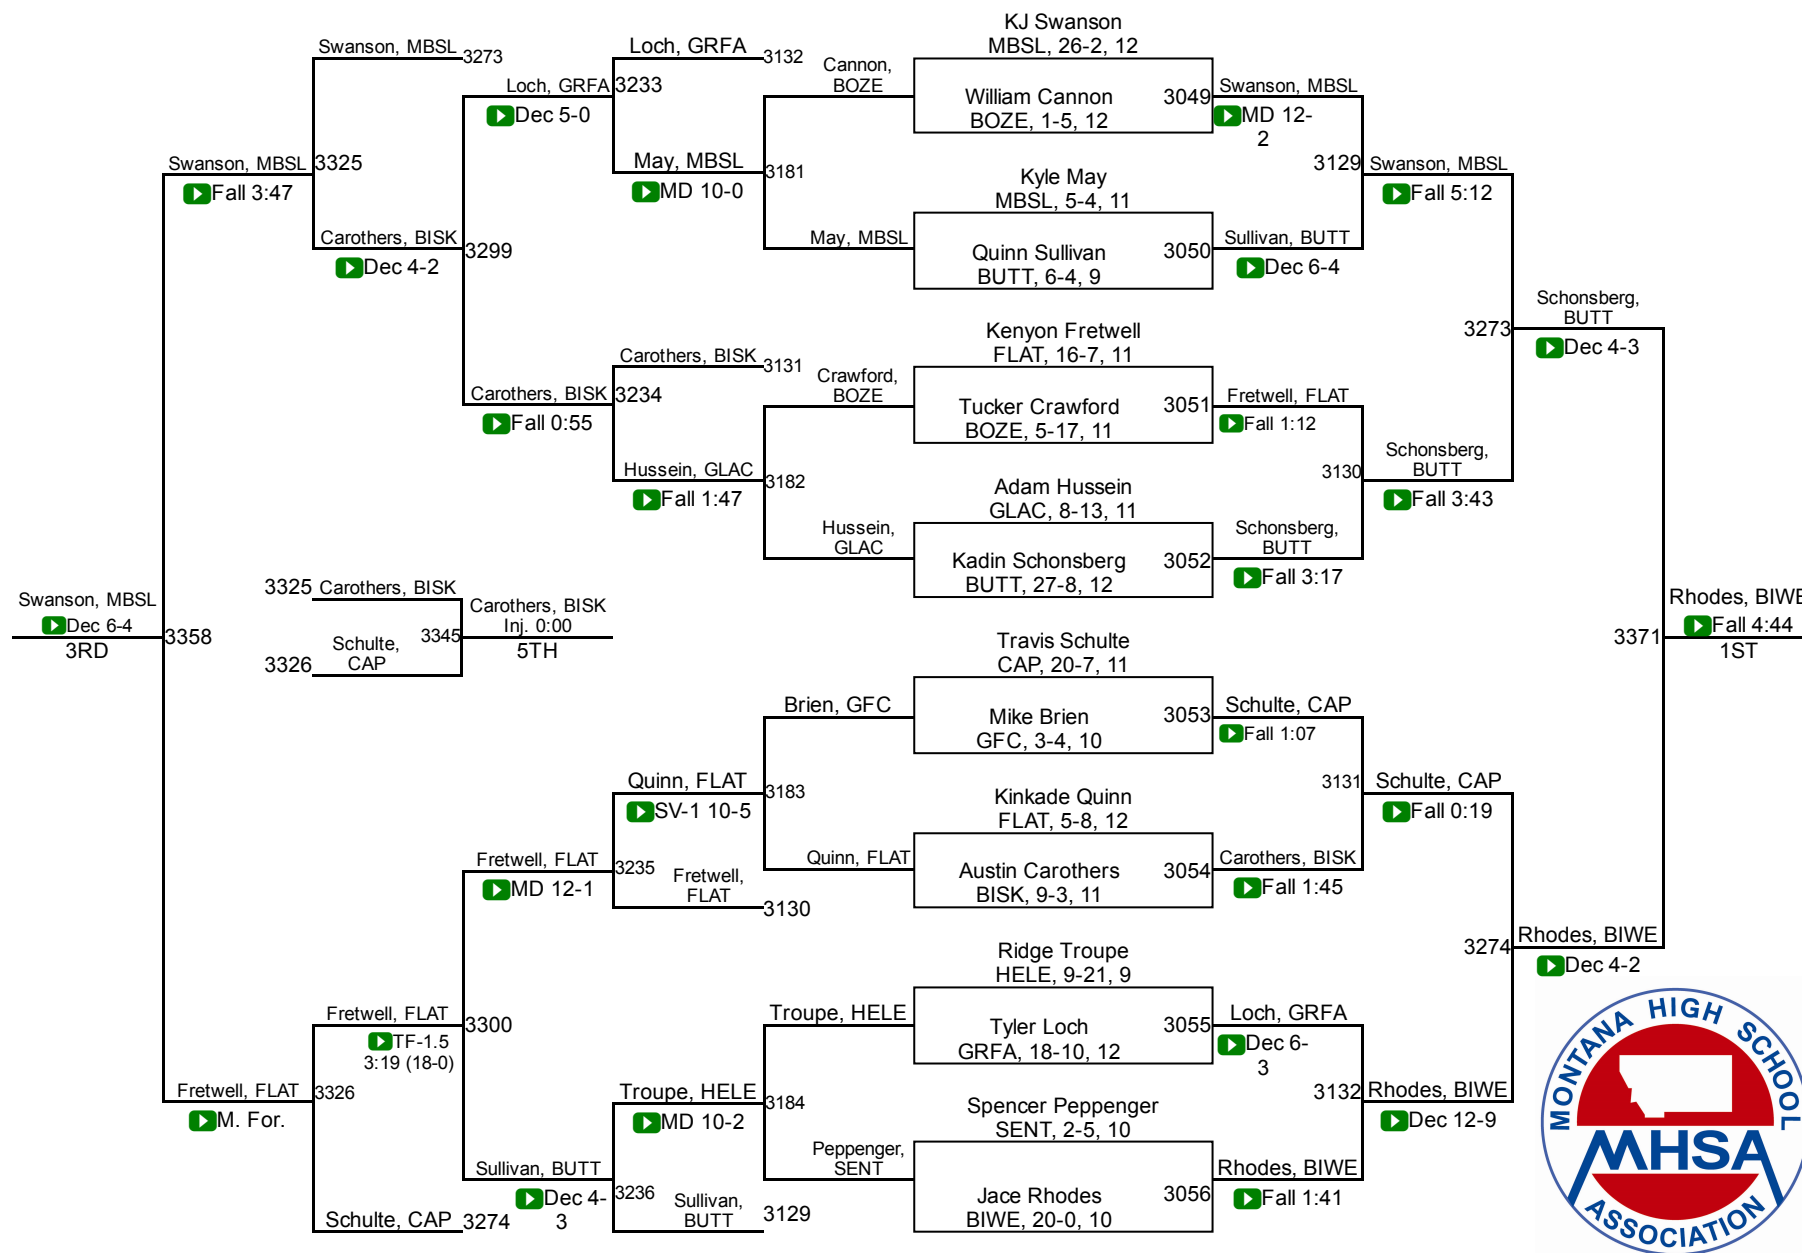 KJ Swanson
MBSL, 26-2, 12
Swanson, MBSL
3273
Loch, GRFA
3132
Cannon,
BOZE
William Cannon
BOZE, 1-5, 12
3049
Swanson, MBSL
MD 12-
2
Loch, GRFA
3233
Dec 5-0
Swanson, MBSL
3325
Fall 3:47
May, MBSL
3181
MD 10-0
Kyle May
MBSL, 5-4, 11
3129
Swanson, MBSL
Fall 5:12
Carothers, BISK
3299
Dec 4-2
May, MBSL
Quinn Sullivan
BUTT, 6-4, 9
3050
Sullivan, BUTT
Dec 6-4
Schonsberg,
BUTT
3273
Dec 4-3
Kenyon Fretwell
FLAT, 16-7, 11
Carothers, BISK
3131
Crawford,
BOZE
Carothers, BISK
3234
Fall 0:55
Tucker Crawford
BOZE, 5-17, 11
3051
Fretwell, FLAT
Fall 1:12
Hussein, GLAC
3182
Fall 1:47
Adam Hussein
GLAC, 8-13, 11
3130
Schonsberg,
BUTT
Fall 3:43
Hussein,
GLAC
Kadin Schonsberg
BUTT, 27-8, 12
3052
Schonsberg,
BUTT
Fall 3:17
3325
Carothers, BISK
Swanson, MBSL
Dec 6-4
3RD
3358
Schulte,
CAP
3326
3345
Carothers, BISK
Inj. 0:00
5TH
3371
Rhodes, BIWE
Fall 4:44
1ST
Travis Schulte
CAP, 20-7, 11
Brien, GFC
Mike Brien
GFC, 3-4, 10
3053
Schulte, CAP
Fall 1:07
Quinn, FLAT
3183
SV-1 10-5
Kinkade Quinn
FLAT, 5-8, 12
3131
Schulte, CAP
Fall 0:19
Fretwell, FLAT
3235
MD 12-1
Fretwell,
FLAT
3130
Quinn, FLAT
Austin Carothers
BISK, 9-3, 11
3054
Carothers, BISK
Fall 1:45
3274
Rhodes, BIWE
Dec 4-2
Ridge Troupe
HELE, 9-21, 9
Fretwell, FLAT
3300
TF-1.5
3:19 (18-0)
Troupe, HELE
Tyler Loch
GRFA, 18-10, 12
3055
Loch, GRFA
Dec 6-
3
Fretwell, FLAT
3326
M. For.
Troupe, HELE
3184
MD 10-2
Spencer Peppenger
SENT, 2-5, 10
3132
Rhodes, BIWE
Dec 12-9
Peppenger,
SENT
Sullivan, BUTT
3236
Dec 4-
3
Sullivan,
BUTT
3129
Jace Rhodes
BIWE, 20-0, 10
3056
Rhodes, BIWE
Fall 1:41
Schulte, CAP
3274
MONTANA HIGH SCHOOL
MHSA
ASSOCIATION